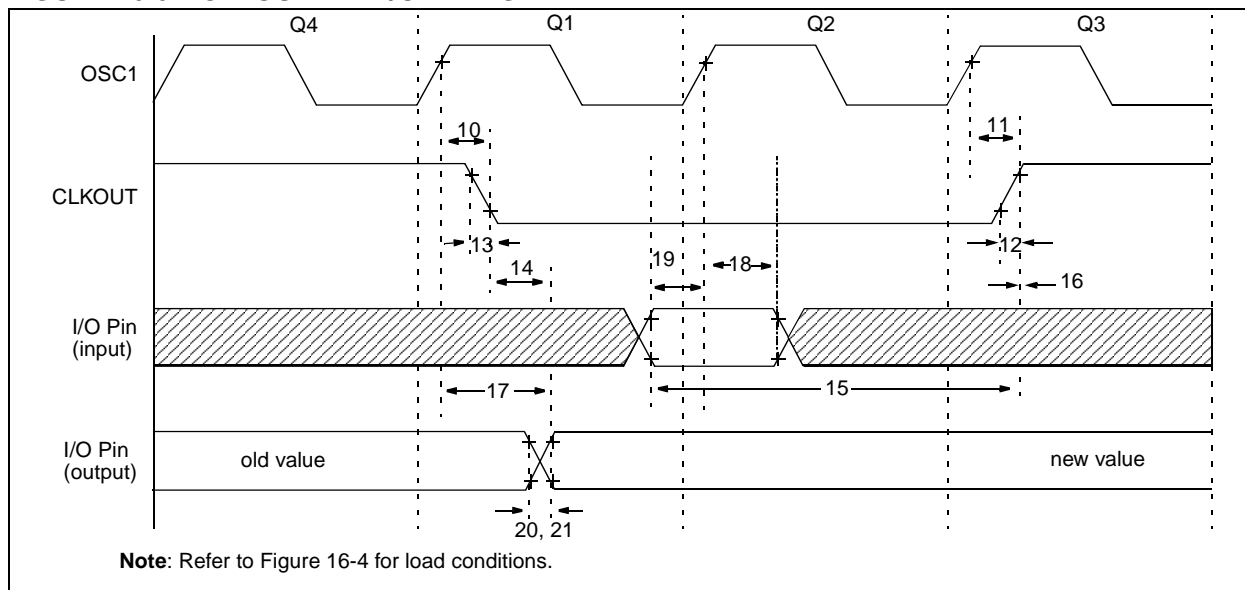 Q4 Q1 Q2 Q3
OSC1
10 11
CLKOUT
13 12
14 19 18 16
I/O Pin
(input)
17 15
I/O Pin
(output)
old value new value
20, 21
Note: Refer to Figure 16-4 for load conditions.